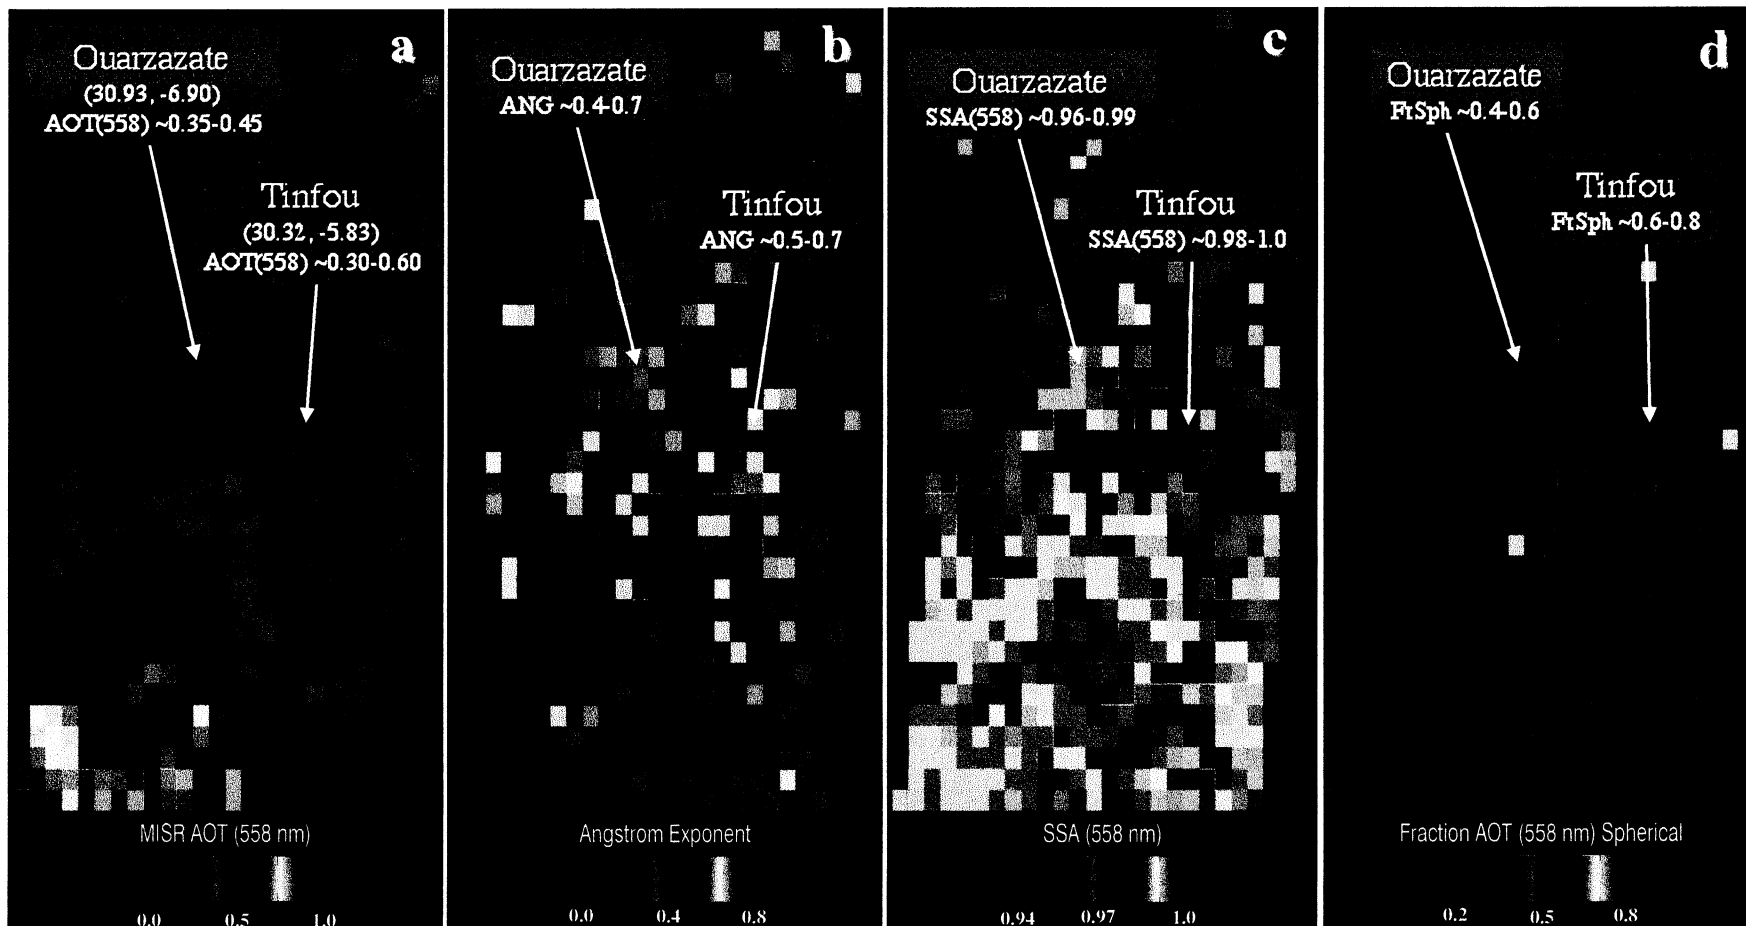 a
Ouarzazate
(30.93, -6.90)
AOT(558) ~0.35-0.45
Tinfou
(30.32, -5.83)
AOT(558) ~0.30-0.60
MISR AOT (558 nm)
0.0 0.5 1.0
b
Ouarzazate
ANG ~0.4-0.7
Tinfou
ANG ~0.5-0.7
Angstrom Exponent
0.0 0.4 0.8
c
Ouarzazate
SSA(558) ~0.96-0.99
Tinfou
SSA(558) ~0.98-1.0
SSA (558 nm)
0.94 0.97 1.0
d
Ouarzazate
FrSph ~0.4-0.6
Tinfou
FrSph ~0.6-0.8
Fraction AOT (558 nm) Spherical
0.2 0.5 0.8